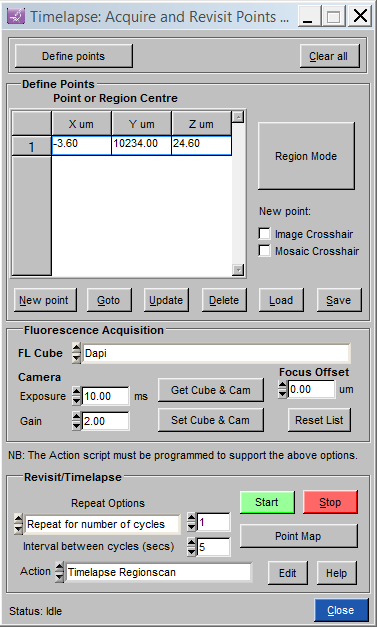 Timelapse: Acquire and Revisit Points ...
Define points
Clear all
Define Points
Point or Region Centre
X um Y um Z um
1 -3.60 10234.00 24.60
Region Mode
New point:
Image Crosshair
Mosaic Crosshair
New point Goto Update Delete Load Save
Fluorescence Acquisition
FL Cube Dapi
Camera
Focus Offset
Exposure 10.00 ms
Get Cube & Cam
0.00 um
Gain 2.00
Set Cube & Cam
Reset List
NB: The Action script must be programmed to support the above options.
Revisit/Timelapse
Repeat Options
Start Stop
Repeat for number of cycles 1
Point Map
Interval between cycles (secs) 5
Action Timelapse Regionscan
Edit Help
Status: Idle
Close